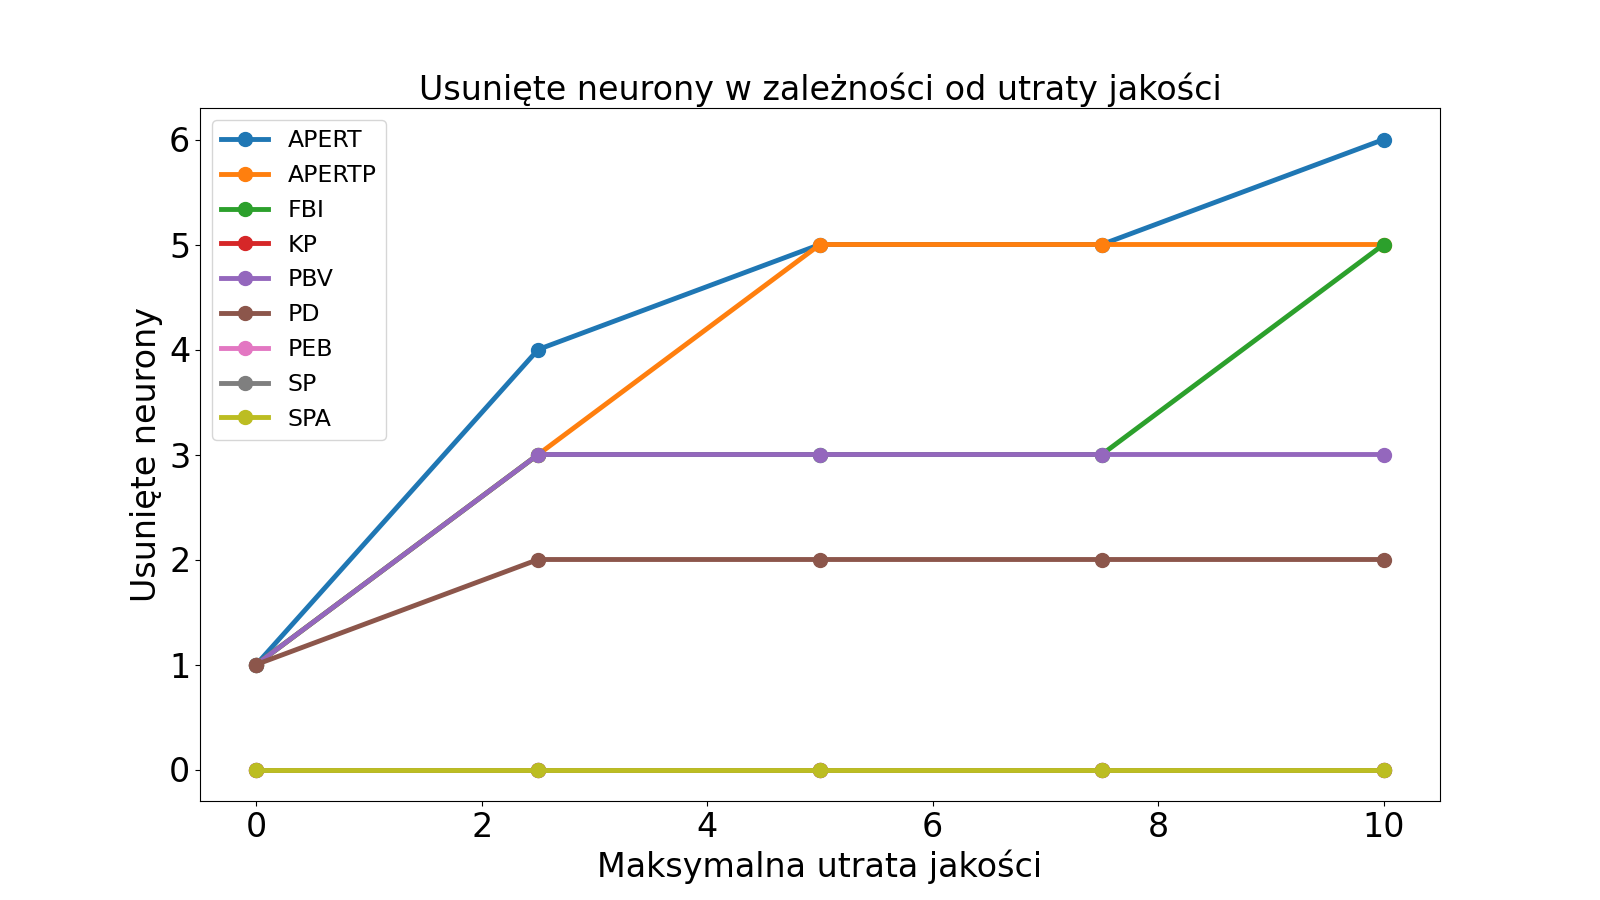 Usunięte neurony w zależności od utraty jakości
APERT
APERTP
FBI
KP
PBV
PD
PEB
SP
SPA
6
5
4
3
2
1
0
Usunięte neurony
0 2 4 6 8 10
Maksymalna utrata jakości